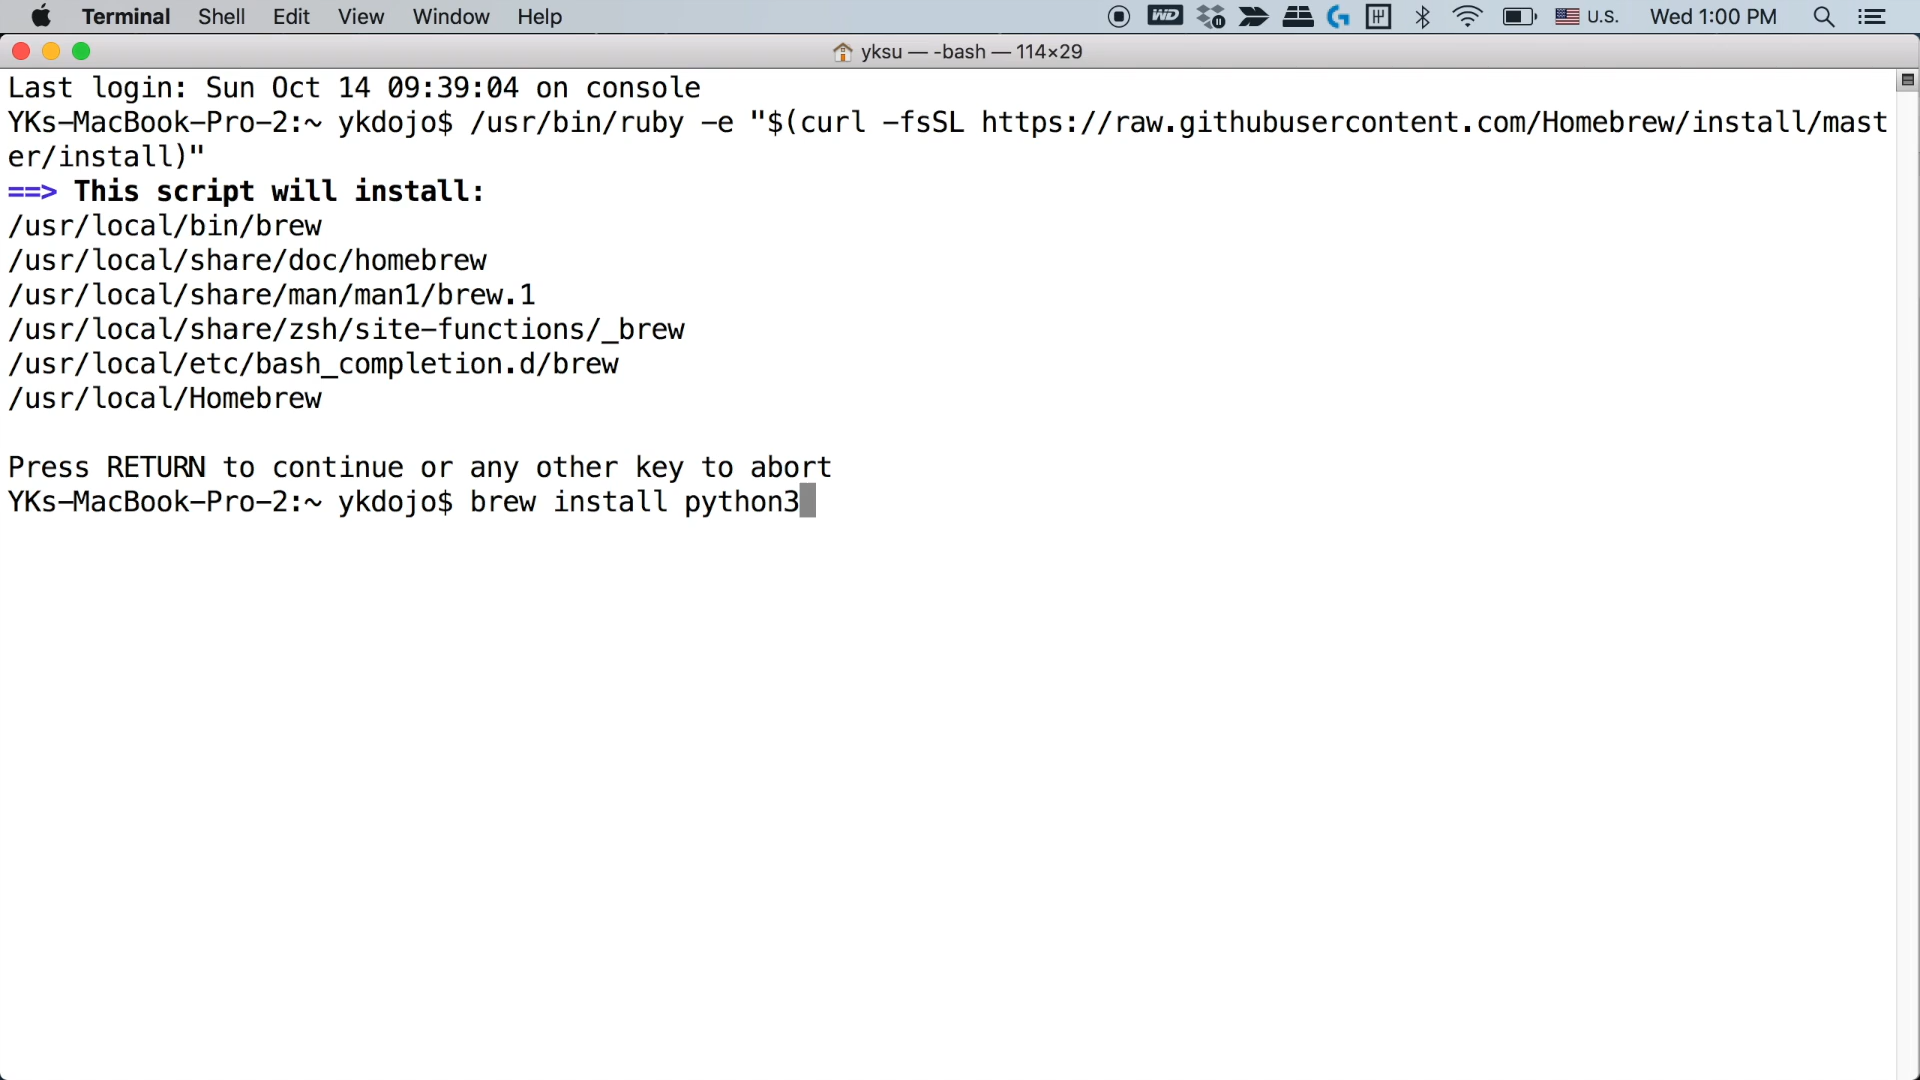 Terminal Shell Edit View Window Help WD U.S. Wed 1:00 PM
yksu — -bash — 114×29
Last login: Sun Oct 14 09:39:04 on console
YKs-MacBook-Pro-2:~ ykdojo$ /usr/bin/ruby -e "$(curl -fsSL https://raw.githubusercontent.com/Homebrew/install/mast
er/install)"
==> This script will install:
/usr/local/bin/brew
/usr/local/share/doc/homebrew
/usr/local/share/man/man1/brew.1
/usr/local/share/zsh/site-functions/_brew
/usr/local/etc/bash_completion.d/brew
/usr/local/Homebrew
Press RETURN to continue or any other key to abort
YKs-MacBook-Pro-2:~ ykdojo$ brew install python3